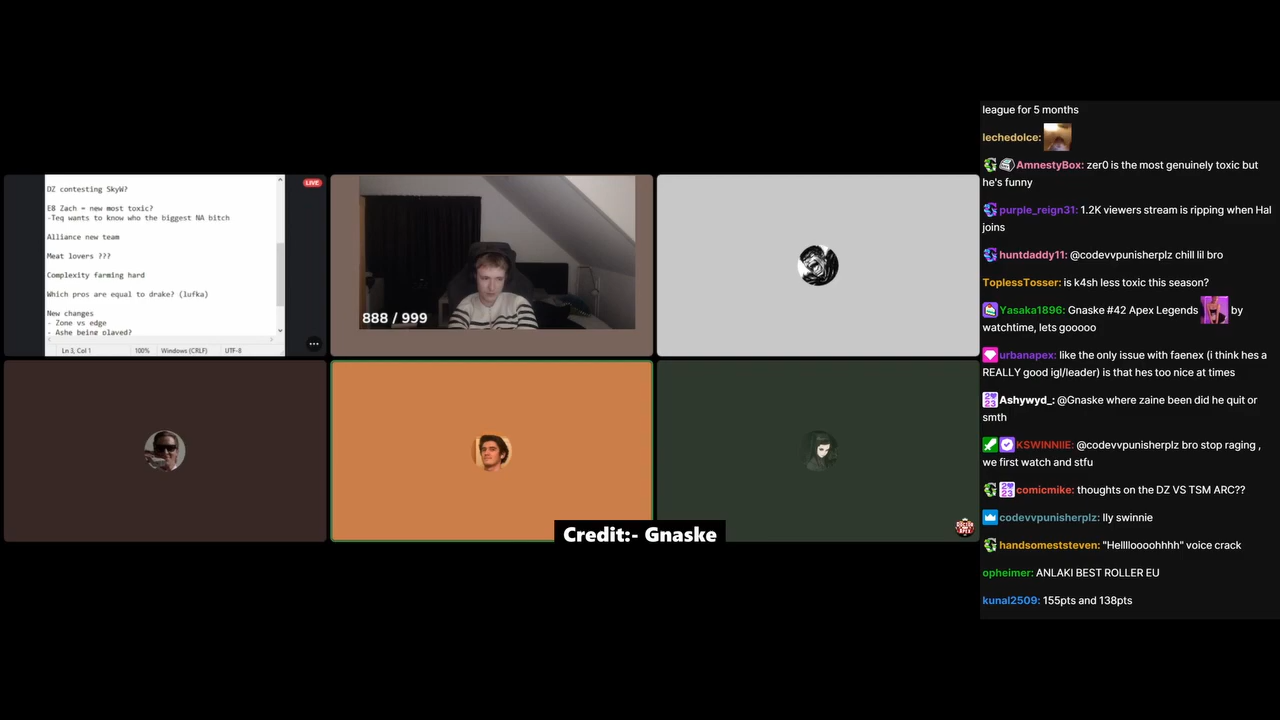 DZ contesting SkyW?
E8 Zach = new most toxic?
-Teq wants to know who the biggest NA bitch
Alliance new team
Meat lovers ???
Complexity farming hard
Which pros are equal to drake? (lufka)
New changes
- Zone vs edge
- Ashe being played?
Ln 3, Col 1 100% Windows (CRLF) UTF-8
LIVE
888 / 999
Credit:- Gnaske
league for 5 months
lechedolce:
AmnestyBox: zer0 is the most genuinely toxic but
he's funny
purple_reign31: 1.2K viewers stream is ripping when Hal
joins
huntdaddy11: @codevvpunisherplz chill lil bro
ToplessTosser: is k4sh less toxic this season?
Yasaka1896: Gnaske #42 Apex Legends by
watchtime, lets gooooo
urbanapex: like the only issue with faenex (i think hes a
REALLY good igl/leader) is that hes too nice at times
Ashywyd_: @Gnaske where zaine been did he quit or
smth
KSWINNIIE: @codevvpunisherplz bro stop raging ,
we first watch and stfu
comicmike: thoughts on the DZ VS TSM ARC??
codevvpunisherplz: lly swinnie
handsomeststeven: "Helllloooohhhh" voice crack
opheimer: ANLAKI BEST ROLLER EU
kunal2509: 155pts and 138pts